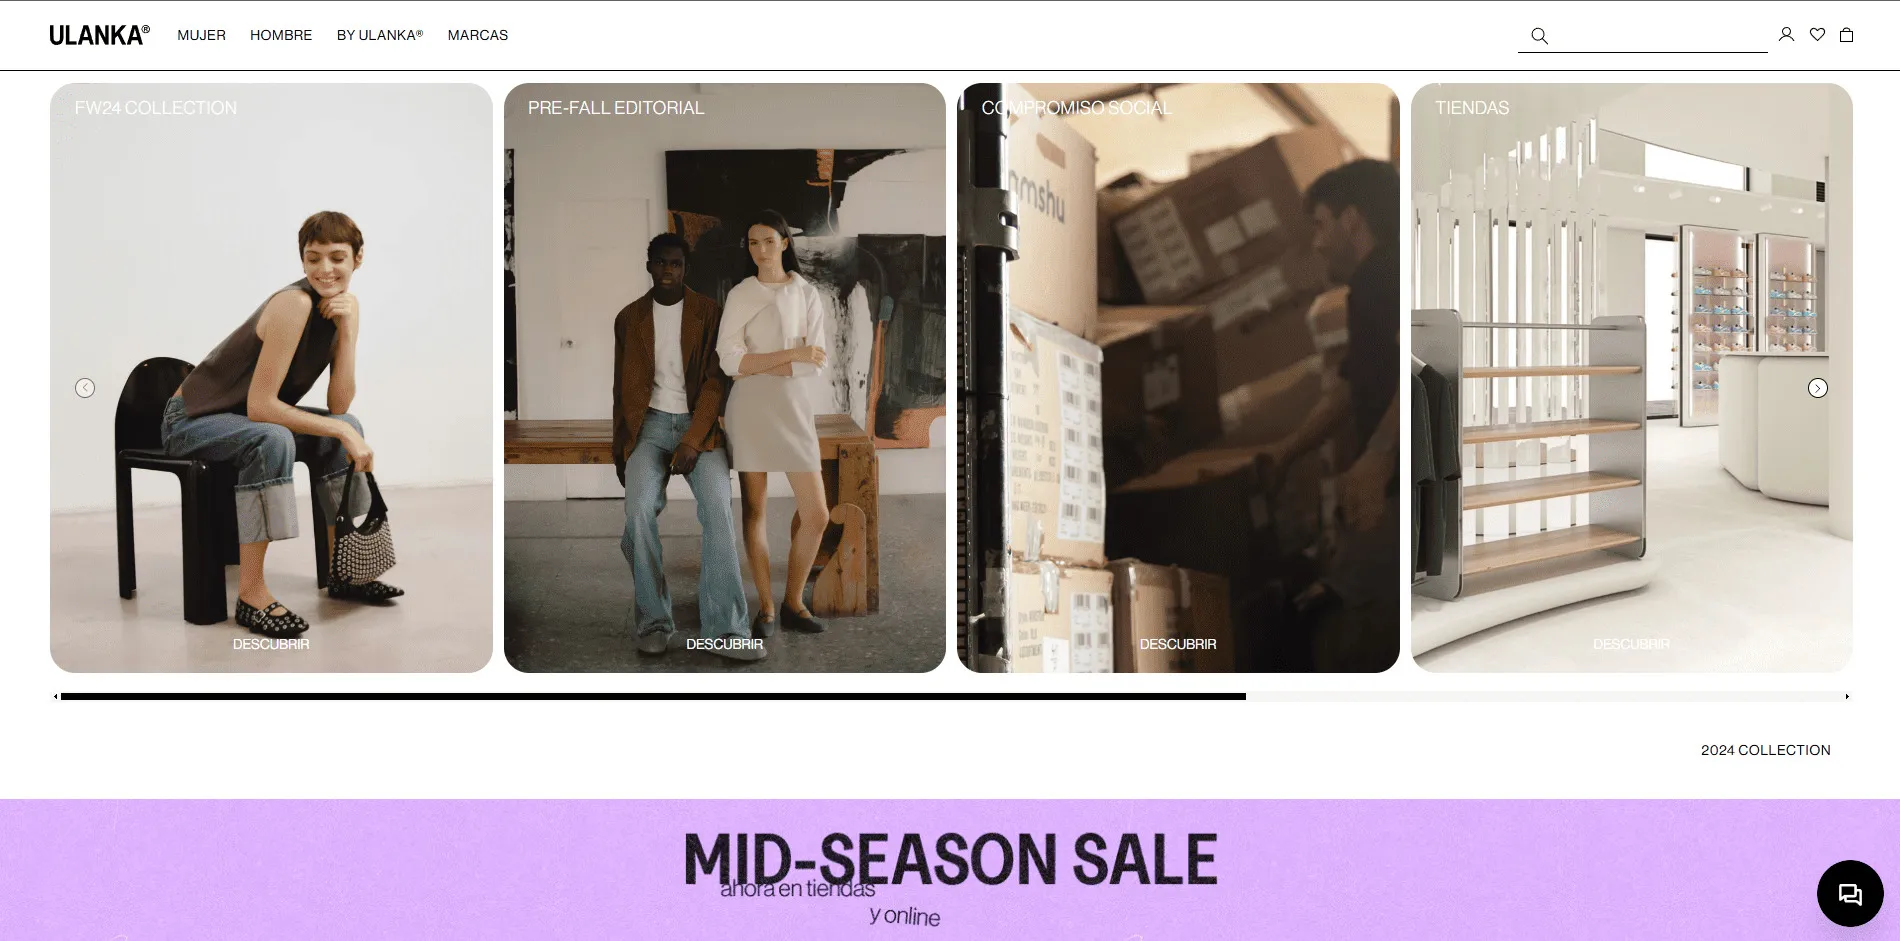 ULANKA®
MUJER
HOMBRE
BY ULANKA®
MARCAS
FW24 COLLECTION
PRE-FALL EDITORIAL
COMPROMISO SOCIAL
TIENDAS
DESCUBRIR
DESCUBRIR
DESCUBRIR
DESCUBRIR
2024 COLLECTION
MID-SEASON SALE
ahora en tiendas
y online